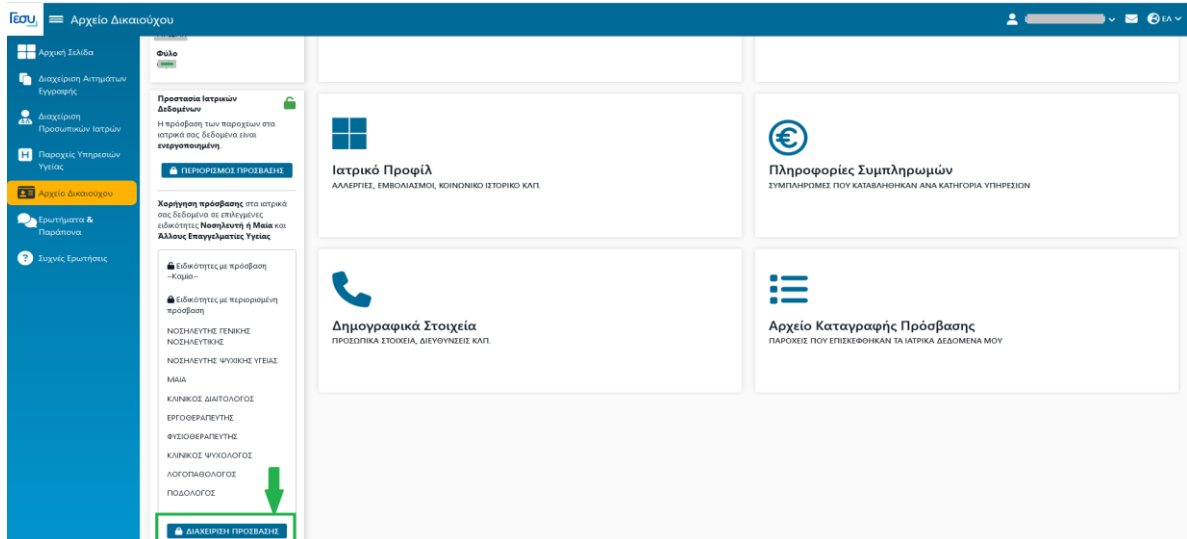 Γεσυ
Αρχείο Δικαιούχου
ΕΛ
Αρχική Σελίδα
Διαχείριση Αιτημάτων
Εγγραφής
Διαχείριση
Προσωπικών Ιατρών
Παροχείς Υπηρεσιών
Υγείας
Αρχείο Δικαιούχου
Ερωτήματα &
Παράπονα
Συχνές Ερωτήσεις
Φύλο
Προστασία Ιατρικών
Δεδομένων
Η πρόσβαση των παροχέων στα
ιατρικά σας δεδομένα είναι
ενεργοποιημένη.
ΠΕΡΙΟΡΙΣΜΟΣ ΠΡΟΣΒΑΣΗΣ
Χορήγηση πρόσβασης στα ιατρικά
σας δεδομένα σε επιλεγμένες
ειδικότητες Νοσηλευτή ή Μαία και
Άλλους Επαγγελματίες Υγείας
Ειδικότητες με πρόσβαση
--Καμία--
Ειδικότητες με περιορισμένη
πρόσβαση
ΝΟΣΗΛΕΥΤΗΣ ΓΕΝΙΚΗΣ
ΝΟΣΗΛΕΥΤΙΚΗΣ
ΝΟΣΗΛΕΥΤΗΣ ΨΥΧΙΚΗΣ ΥΓΕΙΑΣ
ΜΑΙΑ
ΚΛΙΝΙΚΟΣ ΔΙΑΙΤΟΛΟΓΟΣ
ΕΡΓΟΘΕΡΑΠΕΥΤΗΣ
ΦΥΣΙΟΘΕΡΑΠΕΥΤΗΣ
ΚΛΙΝΙΚΟΣ ΨΥΧΟΛΟΓΟΣ
ΛΟΓΟΠΑΘΟΛΟΓΟΣ
ΠΟΔΟΛΟΓΟΣ
ΔΙΑΧΕΙΡΙΣΗ ΠΡΟΣΒΑΣΗΣ
Ιατρικό Προφίλ
ΑΛΛΕΡΓΙΕΣ, ΕΜΒΟΛΙΑΣΜΟΙ, ΚΟΙΝΩΝΙΚΟ ΙΣΤΟΡΙΚΟ ΚΛΠ.
Πληροφορίες Συμπληρωμών
ΣΥΜΠΛΗΡΩΜΕΣ ΠΟΥ ΚΑΤΑΒΛΗΘΗΚΑΝ ΑΝΑ ΚΑΤΗΓΟΡΙΑ ΥΠΗΡΕΣΙΩΝ
Δημογραφικά Στοιχεία
ΠΡΟΣΩΠΙΚΑ ΣΤΟΙΧΕΙΑ, ΔΙΕΥΘΥΝΣΕΙΣ ΚΛΠ.
Αρχείο Καταγραφής Πρόσβασης
ΠΑΡΟΧΕΙΣ ΠΟΥ ΕΠΙΣΚΕΦΘΗΚΑΝ ΤΑ ΙΑΤΡΙΚΑ ΔΕΔΟΜΕΝΑ ΜΟΥ